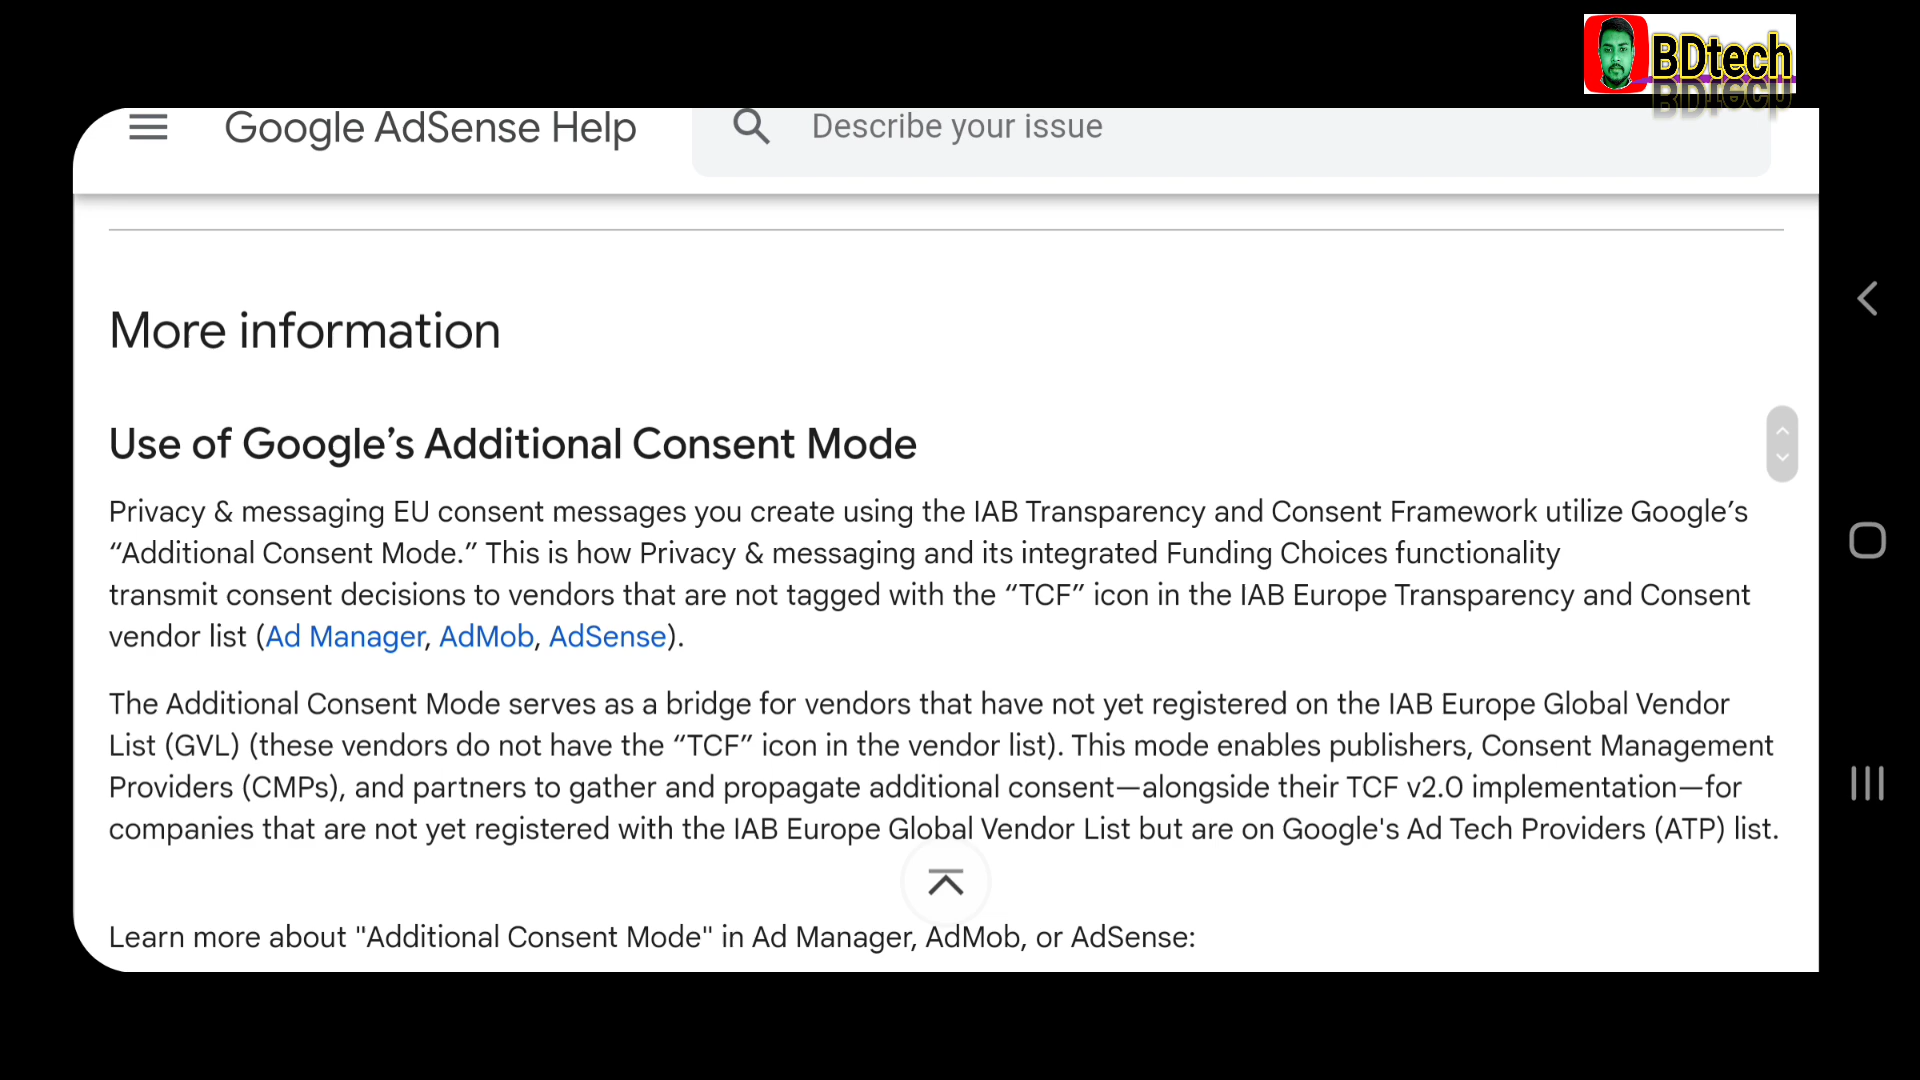 BDtech
Google AdSense Help
Describe your issue
More information
Use of Google’s Additional Consent Mode
Privacy & messaging EU consent messages you create using the IAB Transparency and Consent Framework utilize Google’s
“Additional Consent Mode.” This is how Privacy & messaging and its integrated Funding Choices functionality
transmit consent decisions to vendors that are not tagged with the “TCF” icon in the IAB Europe Transparency and Consent
vendor list (Ad Manager, AdMob, AdSense).
The Additional Consent Mode serves as a bridge for vendors that have not yet registered on the IAB Europe Global Vendor
List (GVL) (these vendors do not have the “TCF” icon in the vendor list). This mode enables publishers, Consent Management
Providers (CMPs), and partners to gather and propagate additional consent—alongside their TCF v2.0 implementation—for
companies that are not yet registered with the IAB Europe Global Vendor List but are on Google's Ad Tech Providers (ATP) list.
Learn more about "Additional Consent Mode" in Ad Manager, AdMob, or AdSense: